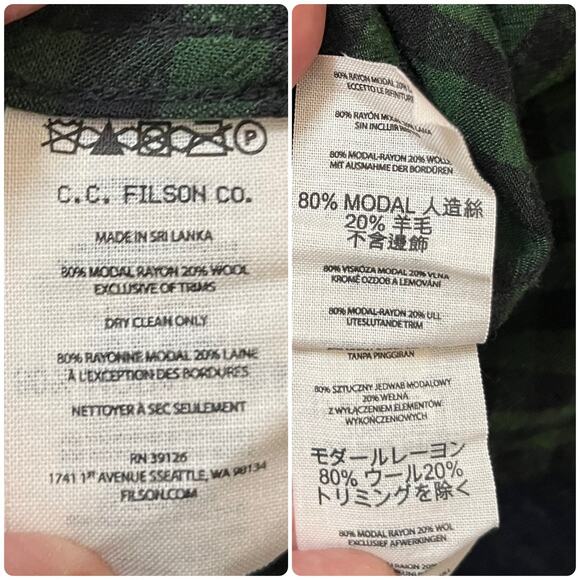 C.C. FILSON CO.
MADE IN SRI LANKA
80% MODAL RAYON 20% WOOL
EXCLUSIVE OF TRIMS
DRY CLEAN ONLY
80% RAYONNE MODAL 20% LAINE
À L'EXCEPTION DES BORDURES
NETTOYER À SEC SEULEMENT
RN 39126
1741 1ST AVENUE SSEATTLE, WA 98134
FILSON.COM
80% RAYON MODAL 20%
ECCETTO LE RIFINITURE
80% RAYÓN MODAL LANA
SIN INCLUIR
80% MODAL-RAYON 20% WOLLE
MIT AUSNAHME DER BORDÜREN
80% MODAL 人造絲
20% 羊毛
不含邊飾
80% VISKÓZA MODAL 20% VLNA
KROMĚ OZDOB A LEMOVÁNÍ
80% MODAL-RAYON 20% ULL
UTESLUTANDE TRIM
TANPA PINGGIRAN
80% SZTUCZNY JEDWAB MODALOWY
20% WEŁNA
Z WYŁĄCZENIEM ELEMENTÓW
WYKOŃCZENIOWYCH
モダールレーヨン
80% ウール20%
トリミングを除く
80% MODAL RAYON 20% WOL
EXCLUSIEF AFWERKINGEN